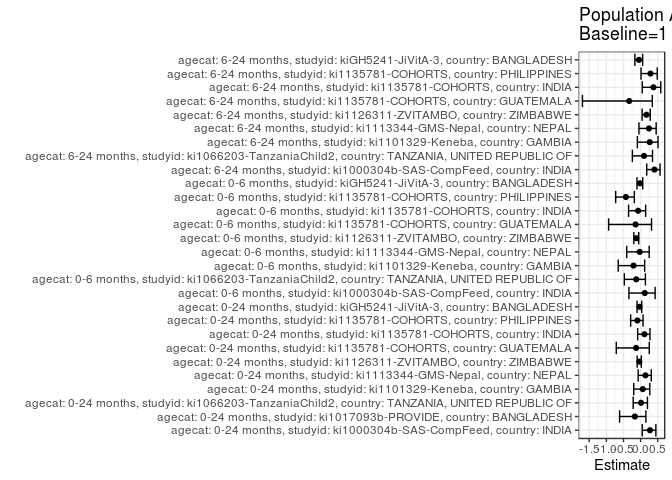 Population A
Baseline=1
agecat: 6-24 months, studyid: kiGH5241-JiVitA-3, country: BANGLADESH
agecat: 6-24 months, studyid: ki1135781-COHORTS, country: PHILIPPINES
agecat: 6-24 months, studyid: ki1135781-COHORTS, country: INDIA
agecat: 6-24 months, studyid: ki1135781-COHORTS, country: GUATEMALA
agecat: 6-24 months, studyid: ki1126311-ZVITAMBO, country: ZIMBABWE
agecat: 6-24 months, studyid: ki1113344-GMS-Nepal, country: NEPAL
agecat: 6-24 months, studyid: ki1101329-Keneba, country: GAMBIA
agecat: 6-24 months, studyid: ki1066203-TanzaniaChild2, country: TANZANIA, UNITED REPUBLIC OF
agecat: 6-24 months, studyid: ki1000304b-SAS-CompFeed, country: INDIA
agecat: 0-6 months, studyid: kiGH5241-JiVitA-3, country: BANGLADESH
agecat: 0-6 months, studyid: ki1135781-COHORTS, country: PHILIPPINES
agecat: 0-6 months, studyid: ki1135781-COHORTS, country: INDIA
agecat: 0-6 months, studyid: ki1135781-COHORTS, country: GUATEMALA
agecat: 0-6 months, studyid: ki1126311-ZVITAMBO, country: ZIMBABWE
agecat: 0-6 months, studyid: ki1113344-GMS-Nepal, country: NEPAL
agecat: 0-6 months, studyid: ki1101329-Keneba, country: GAMBIA
agecat: 0-6 months, studyid: ki1066203-TanzaniaChild2, country: TANZANIA, UNITED REPUBLIC OF
agecat: 0-6 months, studyid: ki1000304b-SAS-CompFeed, country: INDIA
agecat: 0-24 months, studyid: kiGH5241-JiVitA-3, country: BANGLADESH
agecat: 0-24 months, studyid: ki1135781-COHORTS, country: PHILIPPINES
agecat: 0-24 months, studyid: ki1135781-COHORTS, country: INDIA
agecat: 0-24 months, studyid: ki1135781-COHORTS, country: GUATEMALA
agecat: 0-24 months, studyid: ki1126311-ZVITAMBO, country: ZIMBABWE
agecat: 0-24 months, studyid: ki1113344-GMS-Nepal, country: NEPAL
agecat: 0-24 months, studyid: ki1101329-Keneba, country: GAMBIA
agecat: 0-24 months, studyid: ki1066203-TanzaniaChild2, country: TANZANIA, UNITED REPUBLIC OF
agecat: 0-24 months, studyid: ki1017093b-PROVIDE, country: BANGLADESH
agecat: 0-24 months, studyid: ki1000304b-SAS-CompFeed, country: INDIA
-1.5-1.0-0.50.00.5
Estimate